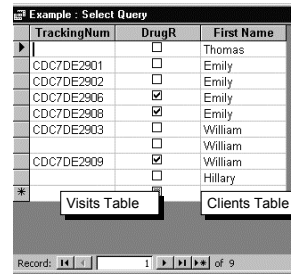 Example : Select Query
TrackingNum DrugR First Name
Thomas
CDC7DE2901 Emily
CDC7DE2902 Emily
CDC7DE2906 Emily
CDC7DE2908 Emily
CDC7DE2903 William
William
CDC7DE2909 William
Hillary
Visits Table Clients Table
Record: 1 of 9